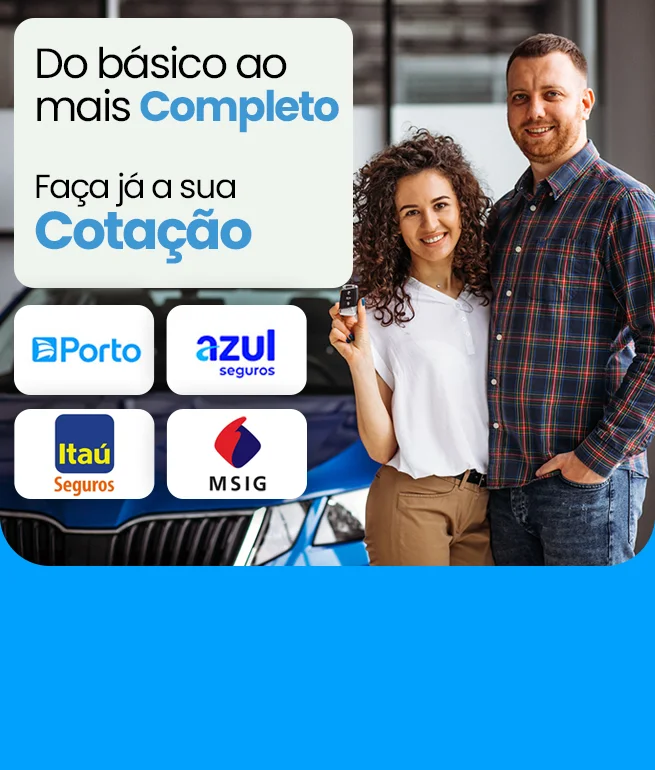 Do básico ao
mais Completo
Faça já a sua
Cotação
Porto
azul
seguros
Itaú
Seguros
MSIG